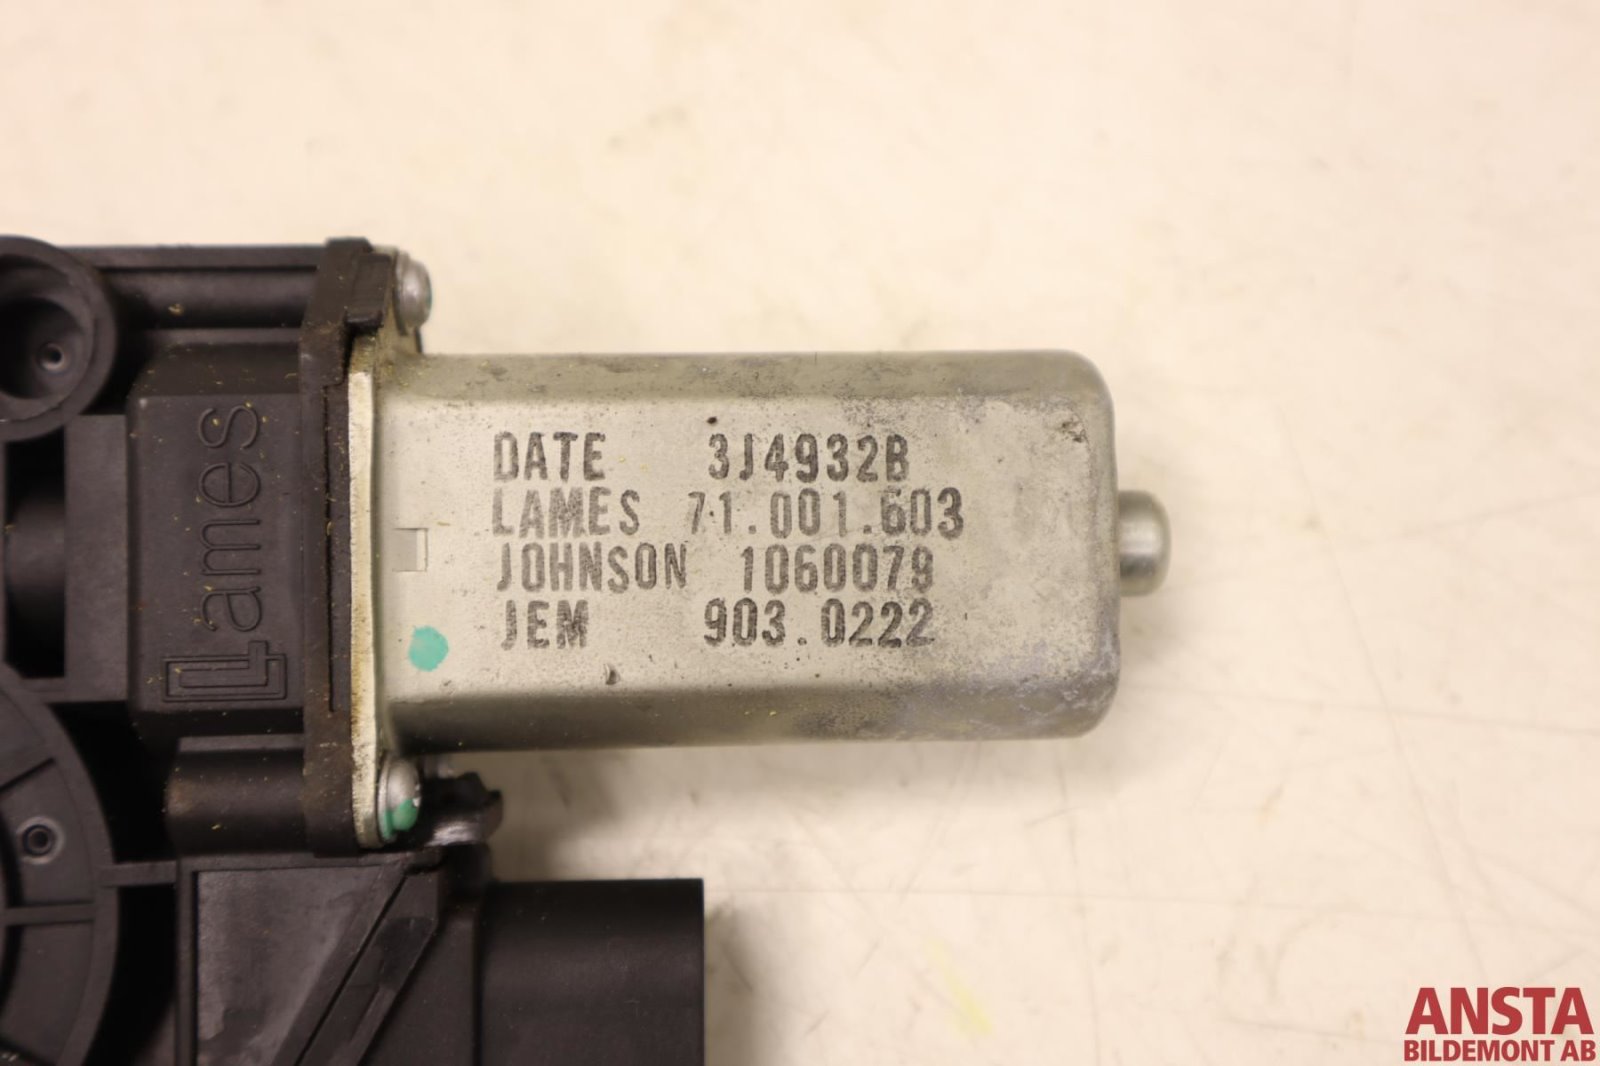 Lames
DATE 3J4932B
LAMES 71.001.603
JOHNSON 1060079
JEM 903.0222
ANSTA
BILDEMONT AB